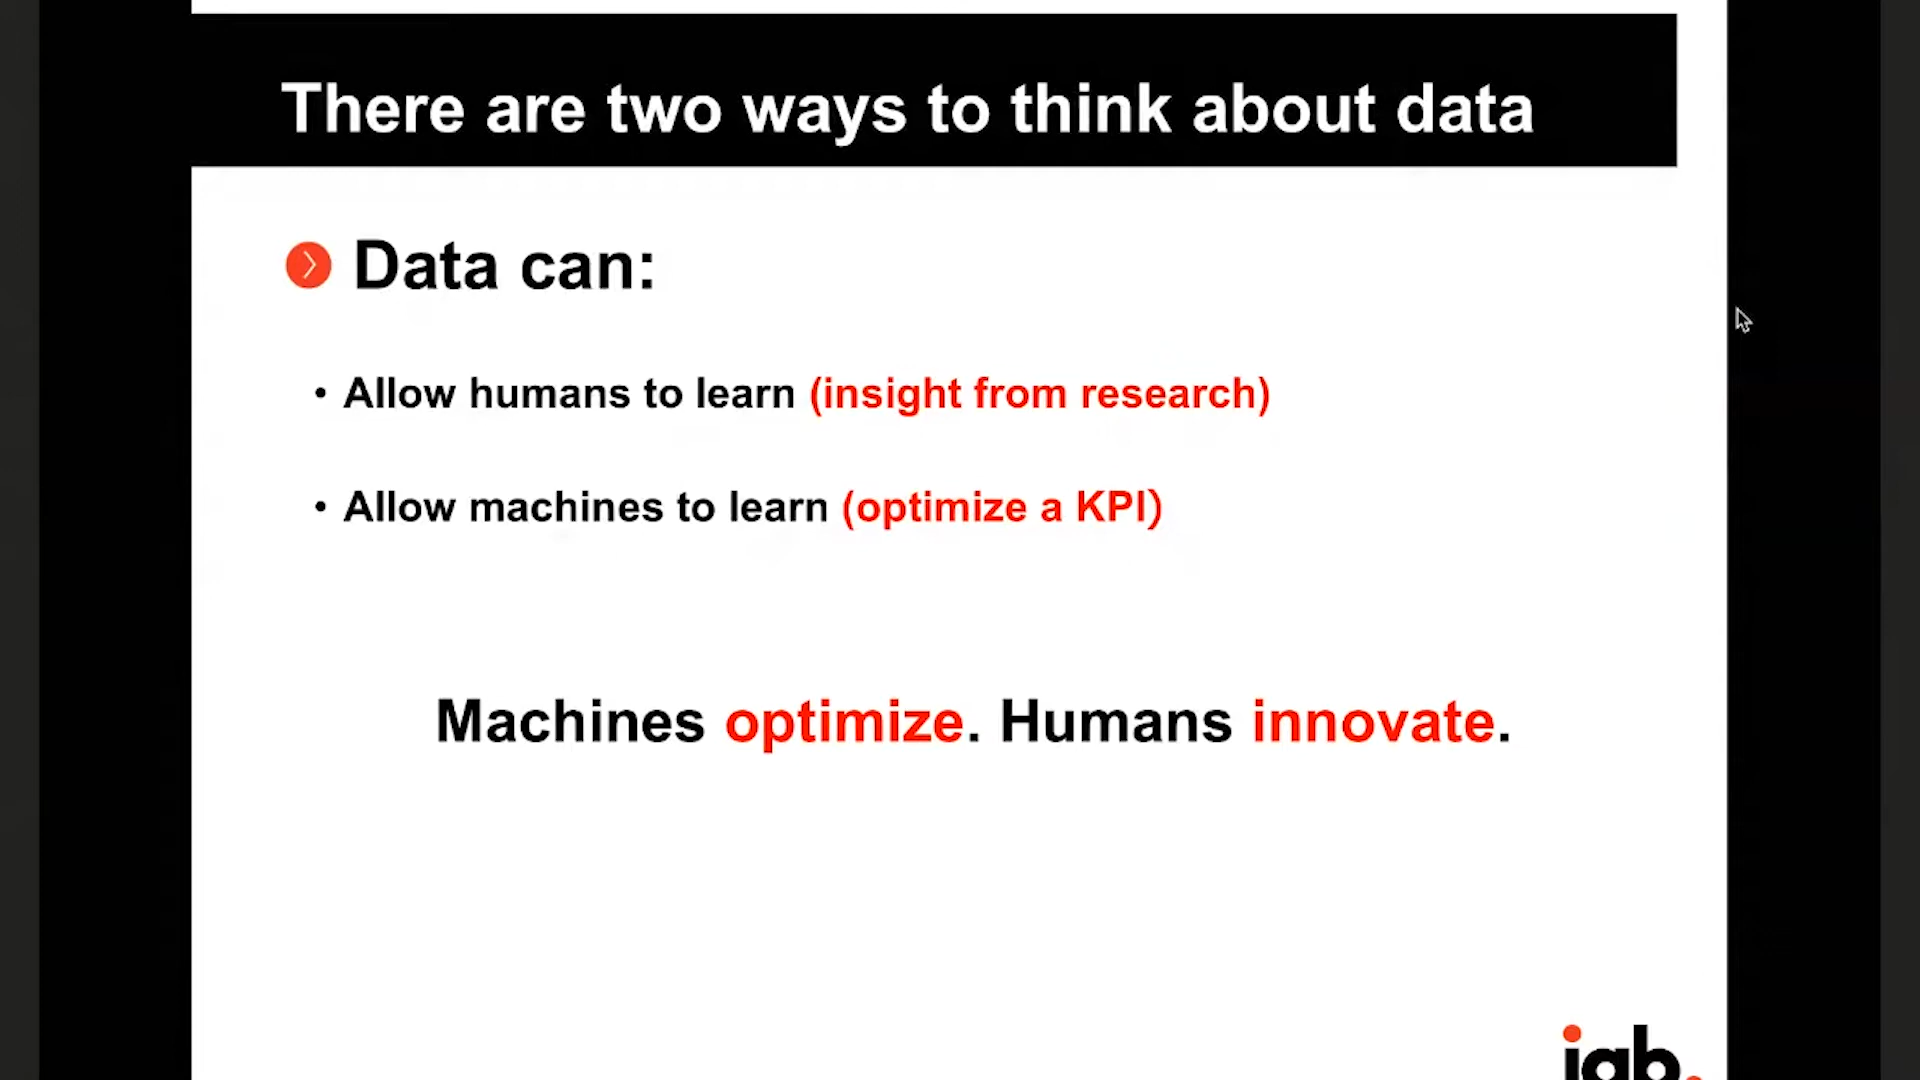 There are two ways to think about data
Data can:
• Allow humans to learn (insight from research)
• Allow machines to learn (optimize a KPI)
Machines optimize. Humans innovate.
iab.